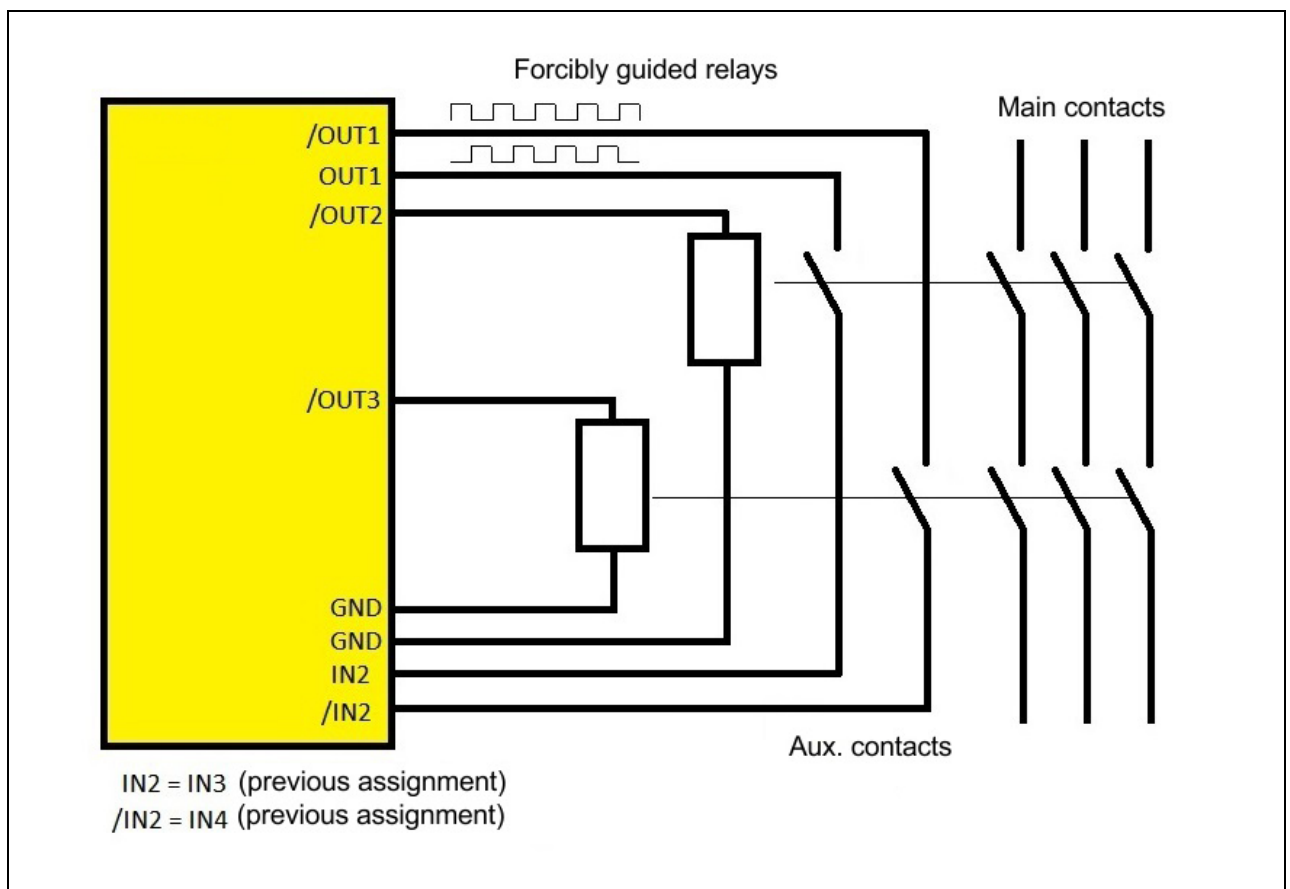 Forcibly guided relays
Main contacts
/OUT1
OUT1
/OUT2
/OUT3
GND
GND
IN2
/IN2
Aux. contacts
IN2 = IN3 (previous assignment)
/IN2 = IN4 (previous assignment)